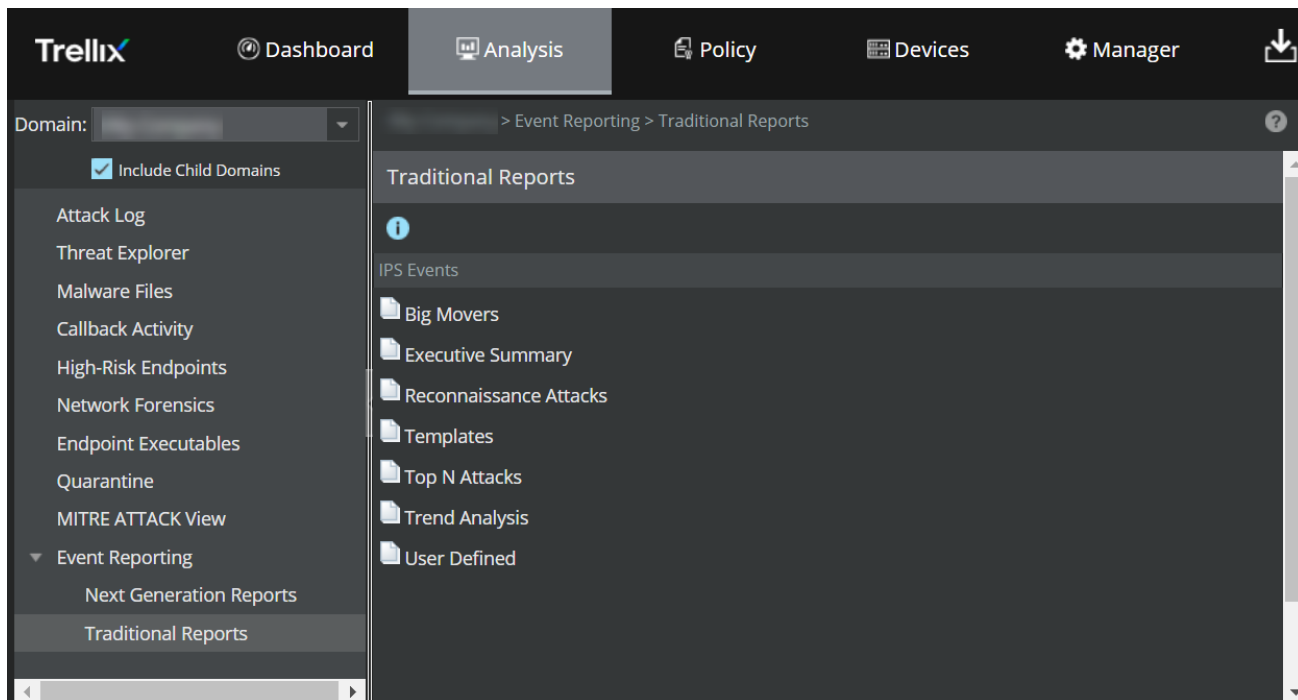 Trellix
Dashboard
Analysis
Policy
Devices
Manager
Domain:
Include Child Domains
Attack Log
Threat Explorer
Malware Files
Callback Activity
High-Risk Endpoints
Network Forensics
Endpoint Executables
Quarantine
MITRE ATTACK View
Event Reporting
Next Generation Reports
Traditional Reports
> Event Reporting > Traditional Reports
Traditional Reports
IPS Events
Big Movers
Executive Summary
Reconnaissance Attacks
Templates
Top N Attacks
Trend Analysis
User Defined